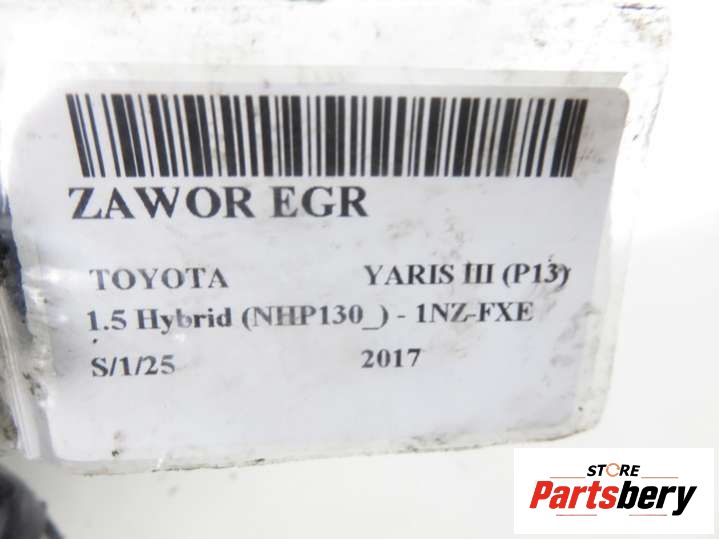 ZAWOR EGR
TOYOTA YARIS III (P13)
1.5 Hybrid (NHP130_) - 1NZ-FXE
S/1/25 2017
STORE
Partsbery